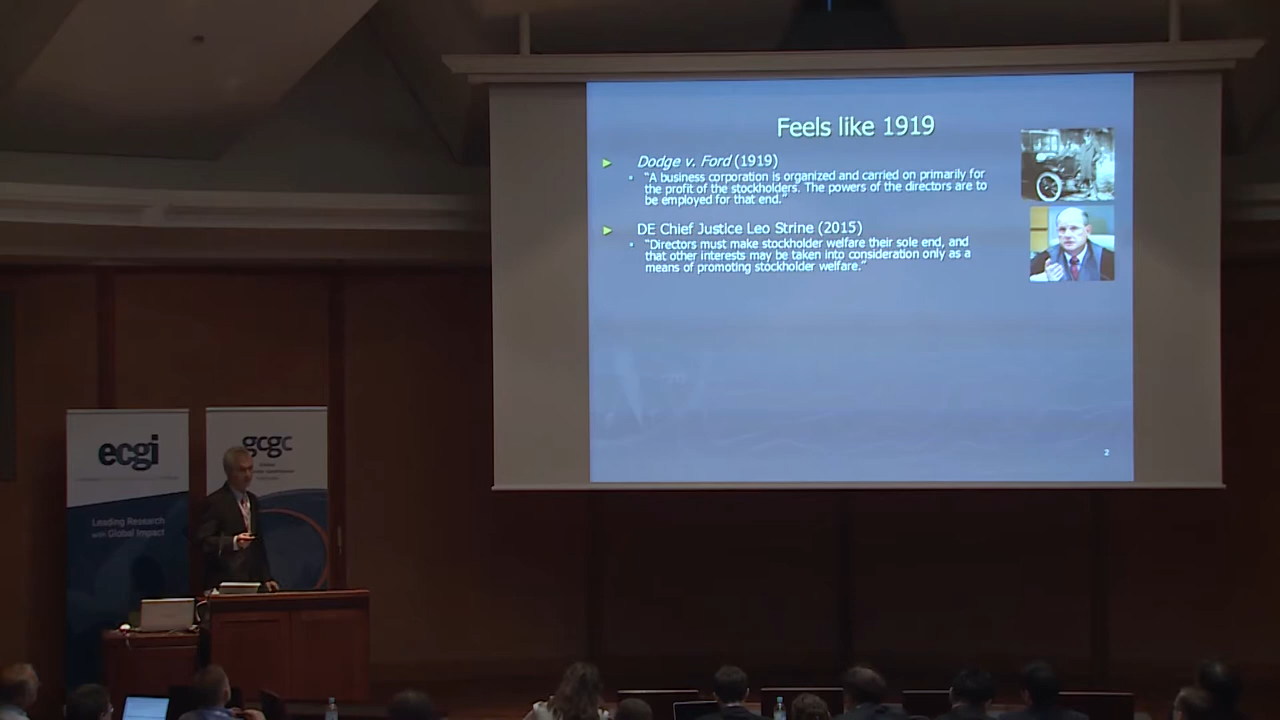 Feels like 1919
Dodge v. Ford (1919)
“A business corporation is organized and carried on primarily for
the profit of the stockholders. The powers of the directors are to
be employed for that end.”
DE Chief Justice Leo Strine (2015)
“Directors must make stockholder welfare their sole end, and
that other interests may be taken into consideration only as a
means of promoting stockholder welfare.”
2
ecgi
Leading Research
with Global Impact
gcgc
Global